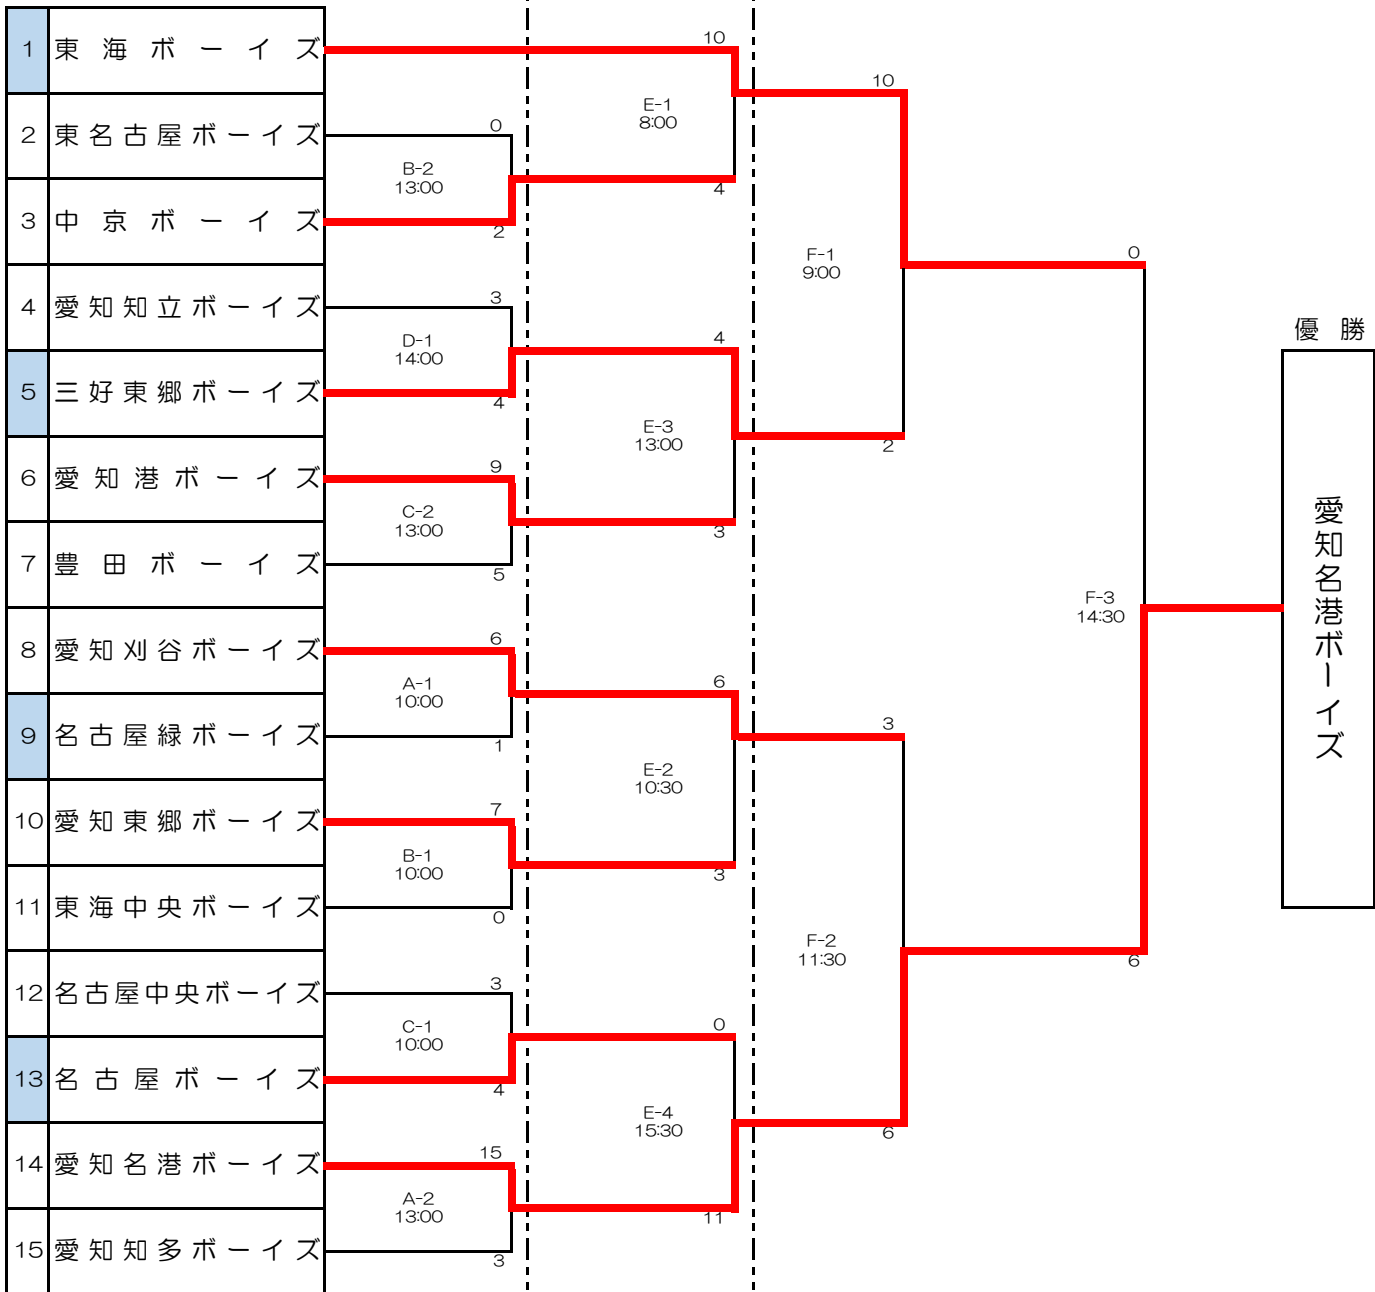 1 東海ボーイズ
2 東名古屋ボーイズ
3 中京ボーイズ
4 愛知知立ボーイズ
5 三好東郷ボーイズ
6 愛知港ボーイズ
7 豊田ボーイズ
8 愛知刈谷ボーイズ
9 名古屋緑ボーイズ
10 愛知東郷ボーイズ
11 東海中央ボーイズ
12 名古屋中央ボーイズ
13 名古屋ボーイズ
14 愛知名港ボーイズ
15 愛知知多ボーイズ
0
B-2
13:00
2
3
D-1
14:00
4
9
C-2
13:00
5
6
A-1
10:00
1
7
B-1
10:00
0
3
C-1
10:00
4
15
A-2
13:00
3
10
E-1
8:00
4
4
E-3
13:00
3
6
E-2
10:30
3
0
E-4
15:30
11
10
F-1
9:00
2
3
F-2
11:30
6
0
F-3
14:30
6
優勝
愛知名港ボーイズ